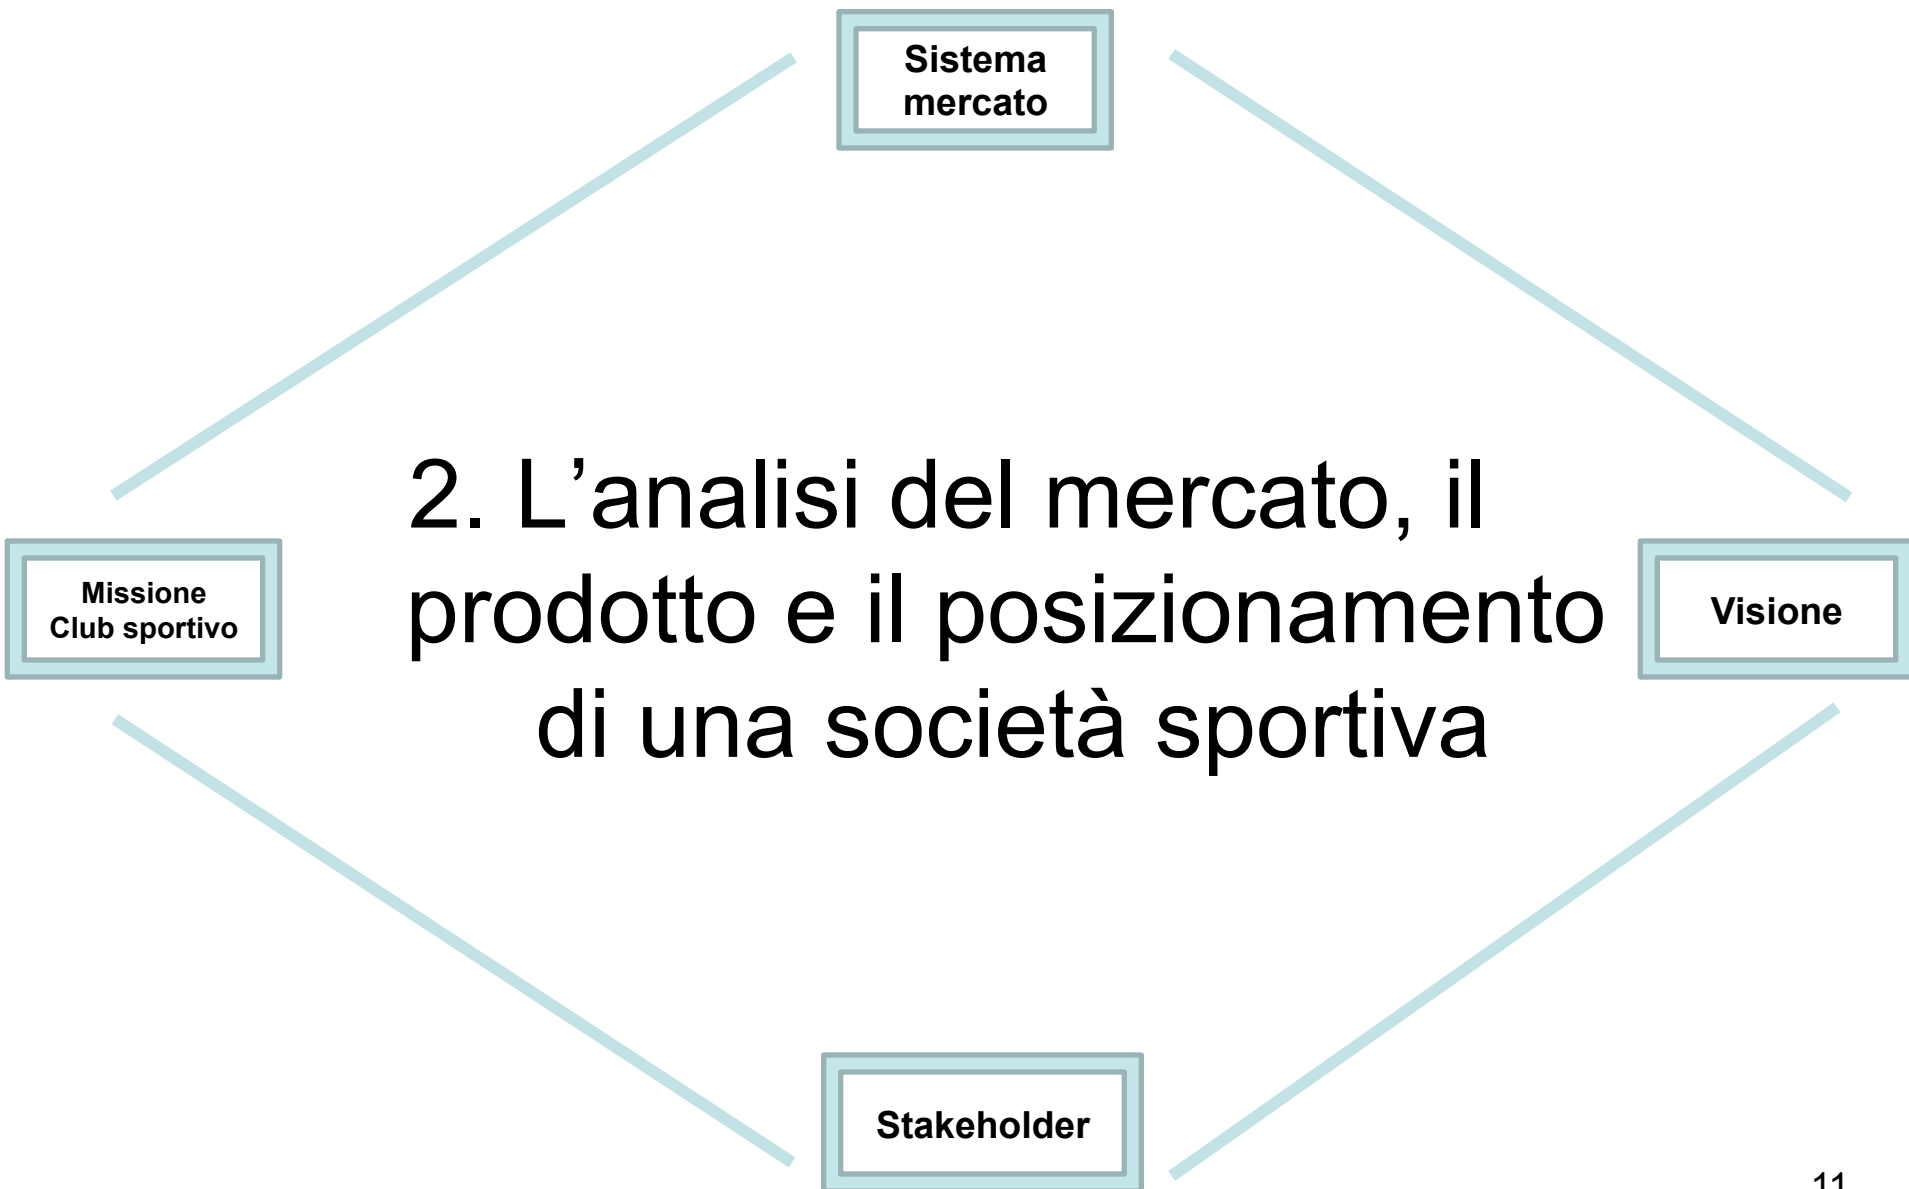 Sistema
mercato
2. L’analisi del mercato, il
prodotto e il posizionamento
di una società sportiva
Missione
Club sportivo
Visione
Stakeholder
11